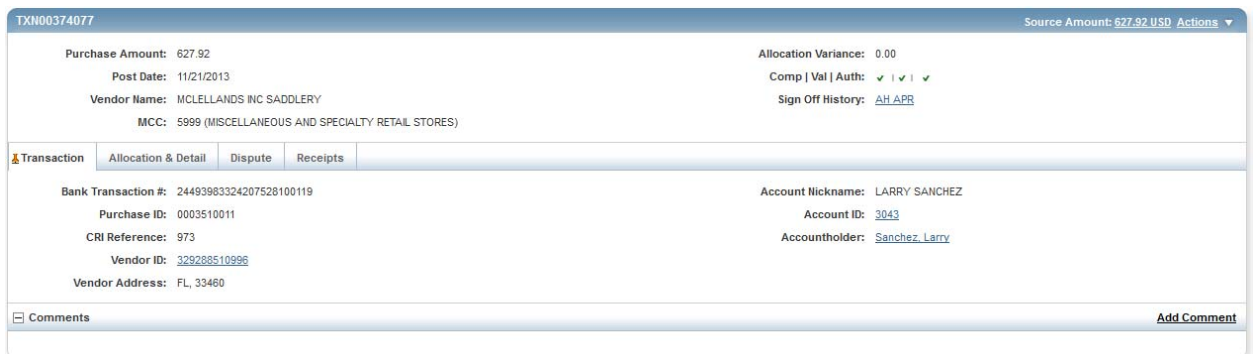 TXN00374077 Source Amount: 627.92 USD Actions
Purchase Amount: 627.92 Allocation Variance: 0.00
Post Date: 11/21/2013 Comp | Val | Auth: ✔ | ✔ | ✔
Vendor Name: MCLELLANDS INC SADDLERY Sign Off History: AH APR
MCC: 5999 (MISCELLANEOUS AND SPECIALTY RETAIL STORES)
Transaction Allocation & Detail Dispute Receipts
Bank Transaction #: 24493983324207528100119 Account Nickname: LARRY SANCHEZ
Purchase ID: 0003510011 Account ID: 3043
CRI Reference: 973 Accountholder: Sanchez, Larry
Vendor ID: 329288510996
Vendor Address: FL, 33460
Comments Add Comment